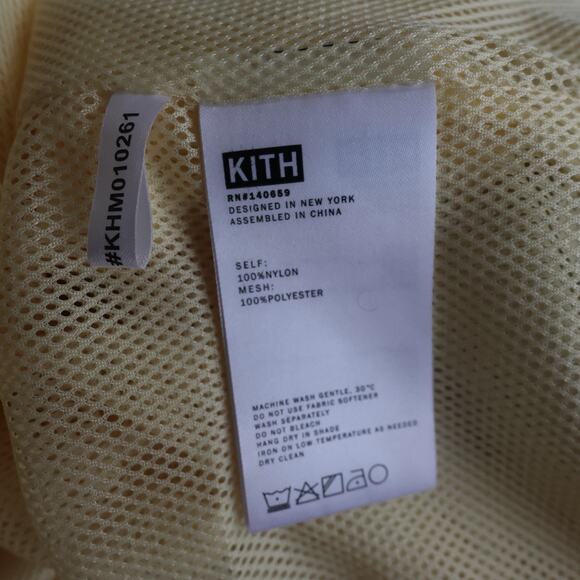 #KHM010261
KITH
RN#140659
DESIGNED IN NEW YORK
ASSEMBLED IN CHINA
SELF:
100%NYLON
MESH:
100%POLYESTER
MACHINE WASH GENTLE, 30°C
DO NOT USE FABRIC SOFTENER
WASH SEPARATELY
DO NOT BLEACH
HANG DRY IN SHADE
IRON ON LOW TEMPERATURE AS NEEDED
DRY CLEAN